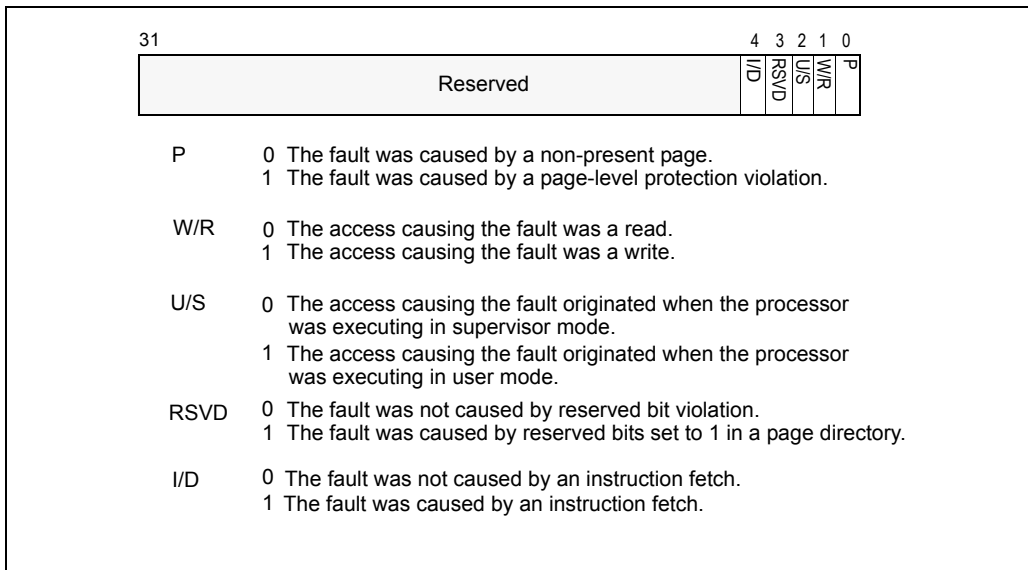 31 4 3 2 1 0
Reserved I/D RSVD U/S W/R P
P 0 The fault was caused by a non-present page.
1 The fault was caused by a page-level protection violation.
W/R 0 The access causing the fault was a read.
1 The access causing the fault was a write.
U/S 0 The access causing the fault originated when the processor
was executing in supervisor mode.
1 The access causing the fault originated when the processor
was executing in user mode.
RSVD 0 The fault was not caused by reserved bit violation.
1 The fault was caused by reserved bits set to 1 in a page directory.
I/D 0 The fault was not caused by an instruction fetch.
1 The fault was caused by an instruction fetch.